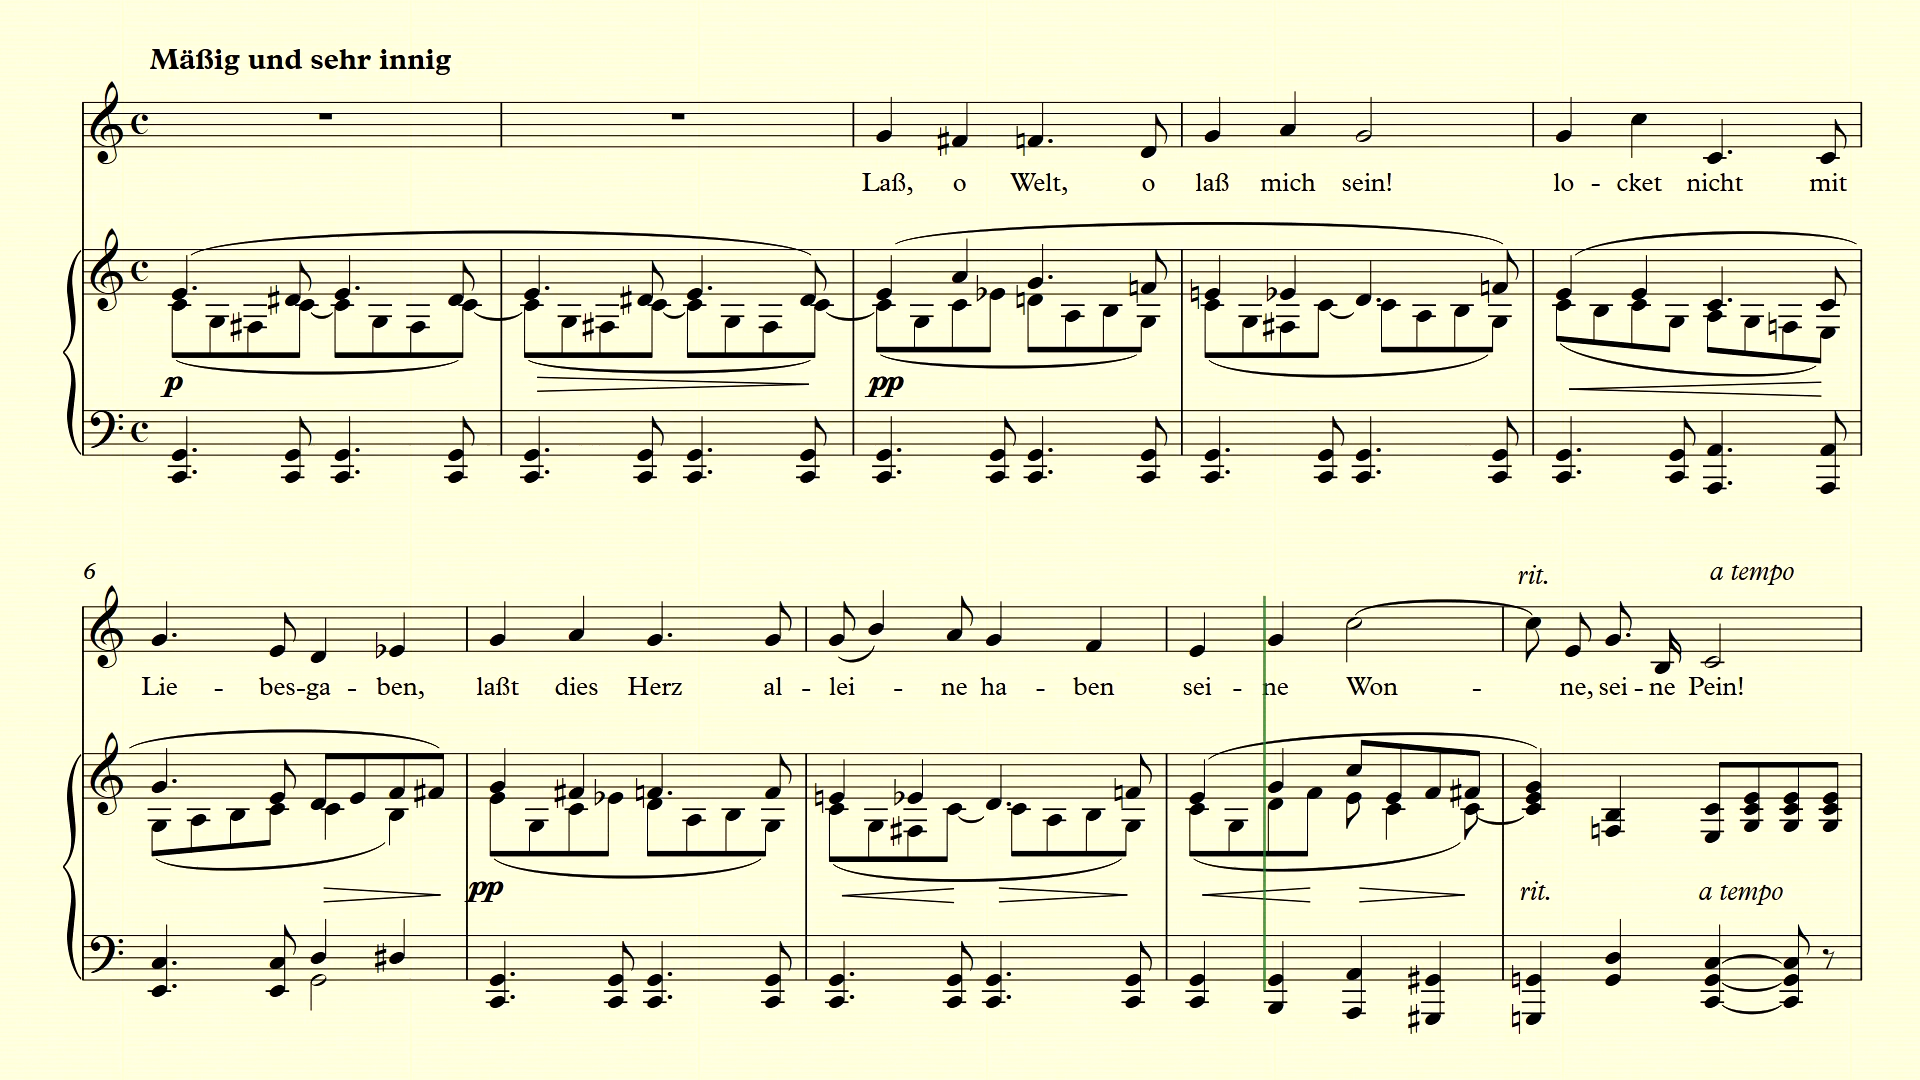 Mäßig und sehr innig
Laß, o Welt, o laß mich sein! lo - cket nicht mit
p pp
6
rit. a tempo
Lie - bes-ga - ben, laßt dies Herz al - lei - ne ha - ben sei - ne Won - ne, sei - ne Pein!
pp rit. a tempo